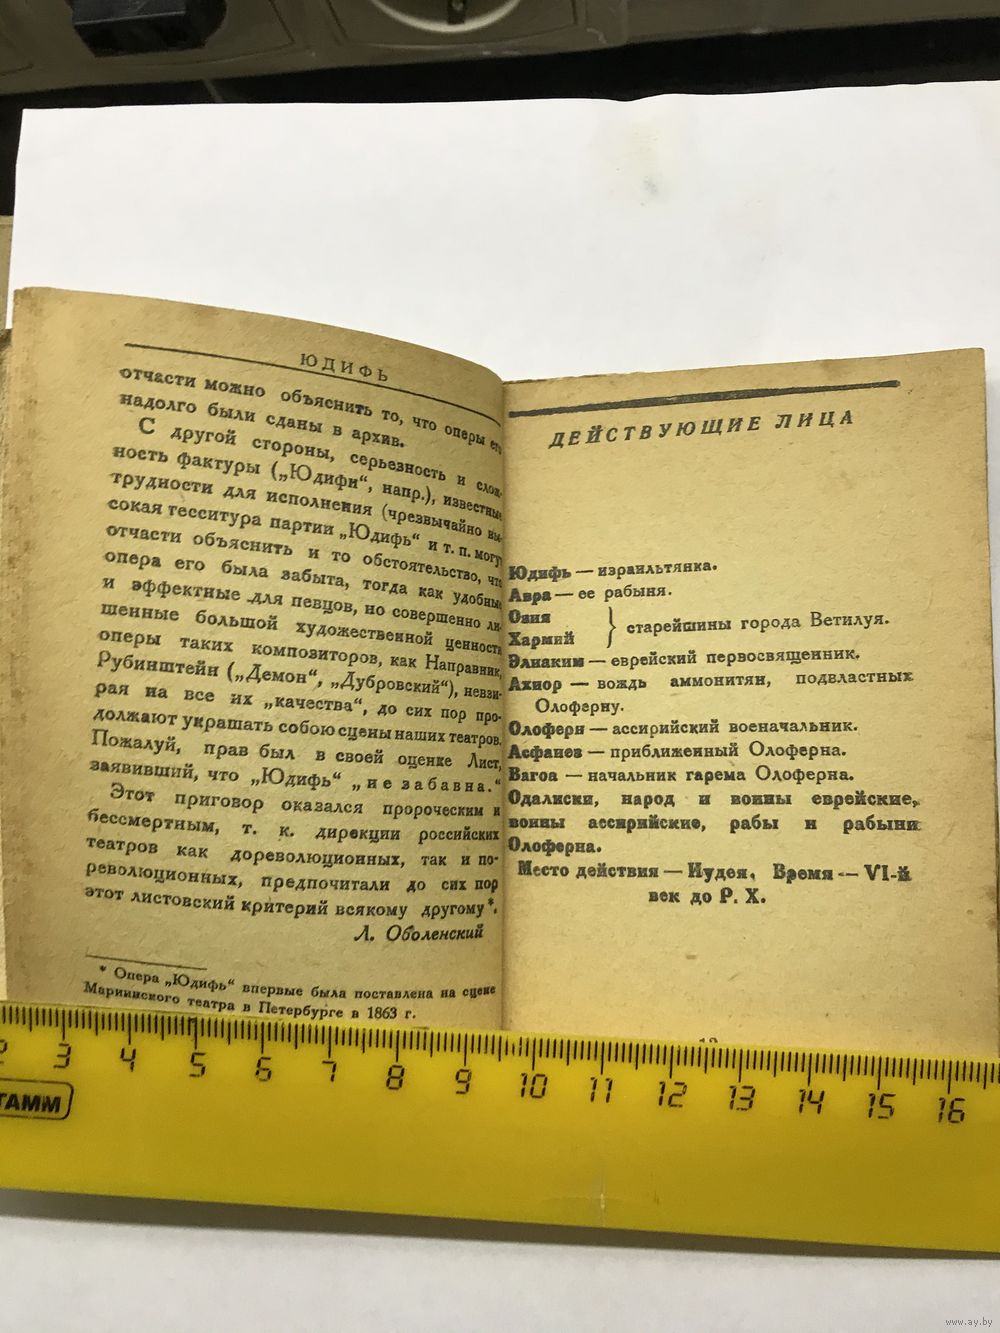 ЮДИФЬ
отчасти можно объяснить то, что оперы его
надолго были сданы в архив.
С другой стороны, серьезность и слож-
ность фактуры („Юдифи“, напр.), известные
трудности для исполнения (чрезвычайно вы-
сокая тесситура партии „Юдифь“ и т. п. могут
отчасти объяснить и то обстоятельство, что
опера его была забыта, тогда как удобные
и эффектные для певцов, но совершенно ли-
шенные большой художественной ценности
оперы таких композиторов, как Направник,
Рубинштейн („Демон“, „Дубровский“), невзи-
рая на все их „качества“, до сих пор про-
должают украшать собою сцены наших театров.
Пожалуй, прав был в своей оценке Лист,
заявивший, что „Юдифь“ „не забавна.“
Этот приговор оказался пророческим и
бессмертным, т. к. дирекции российских
театров как дореволюционных, так и по-
революционных, предпочитали до сих пор
этот листовский критерий всякому другому*.
Л. Оболенский
* Опера „Юдифь“ впервые была поставлена на сцене
Мариинского театра в Петербурге в 1863 г.
ДЕЙСТВУЮЩИЕ ЛИЦА
Юдифь — израильтянка.
Авра — ее рабыня.
Озия
Хармий } старейшины города Ветилуя.
Элиаким — еврейский первосвященник.
Ахиор — вождь аммонитян, подвластных
Олоферну.
Олоферн — ассирийский военачальник.
Асфанез — приближенный Олоферна.
Вагоа — начальник гарема Олоферна.
Одалиски, народ и воины еврейские,
воины ассирийские, рабы и рабыни
Олоферна.
Место действия — Иудея, Время — VI-й
век до Р. Х.
3 4 5 6 7 8 9 10 11 12 13 14 15 16
www.ay.by